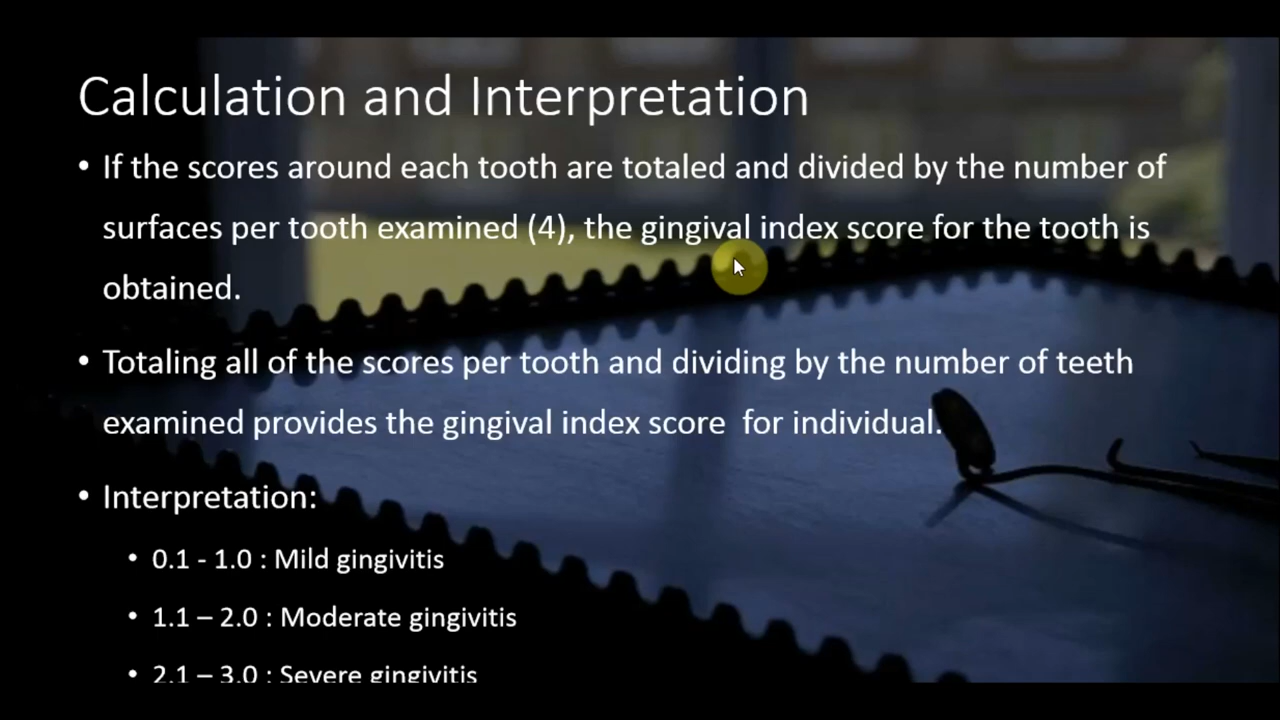 Calculation and Interpretation
• If the scores around each tooth are totaled and divided by the number of
surfaces per tooth examined (4), the gingival index score for the tooth is
obtained.
• Totaling all of the scores per tooth and dividing by the number of teeth
examined provides the gingival index score  for individual.
• Interpretation:
• 0.1 - 1.0 : Mild gingivitis
• 1.1 – 2.0 : Moderate gingivitis
• 2.1 – 3.0 : Severe gingivitis